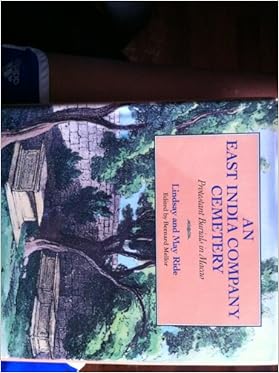 AN
EAST INDIA COMPANY
CEMETERY
Protestant Burials in Macao
Lindsay and May Ride
Edited by Bernard Mellor